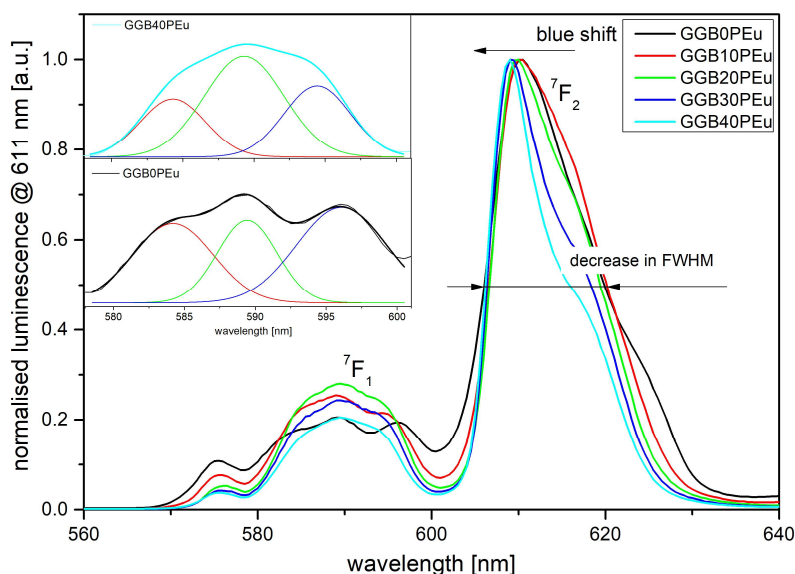 GGB40PEu
GGB0PEu
580 585 590 595 600
wavelength [nm]
blue shift
GGB0PEu
GGB10PEu
GGB20PEu
GGB30PEu
GGB40PEu
⁷F₂
decrease in FWHM
⁷F₁
normalised luminescence @ 611 nm [a.u.]
1.0
0.8
0.6
0.4
0.2
0.0
560 580 600 620 640
wavelength [nm]